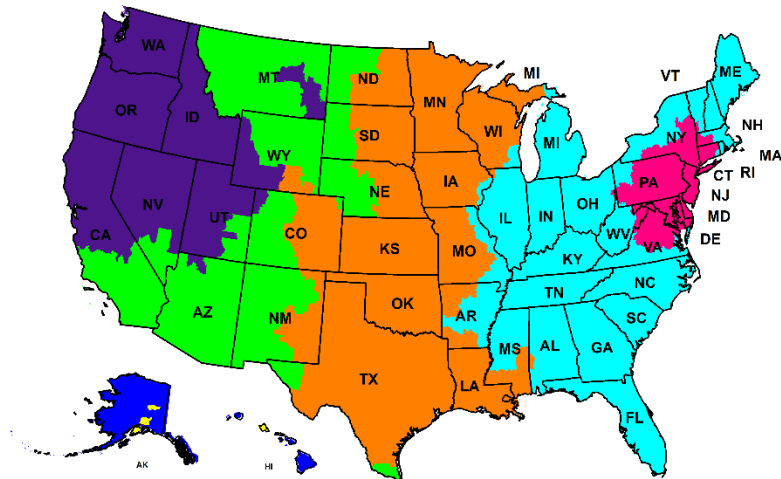 WA
MT
ND
MN
MI
VT
ME
OR
ID
SD
WI
MI
NY
NH
MA
WY
NE
IA
PA
CT
RI
NJ
NV
UT
CO
IL
IN
OH
MD
CA
KS
MO
WV
VA
DE
KY
AZ
NM
OK
AR
TN
NC
SC
TX
LA
MS
AL
GA
FL
AK
HI